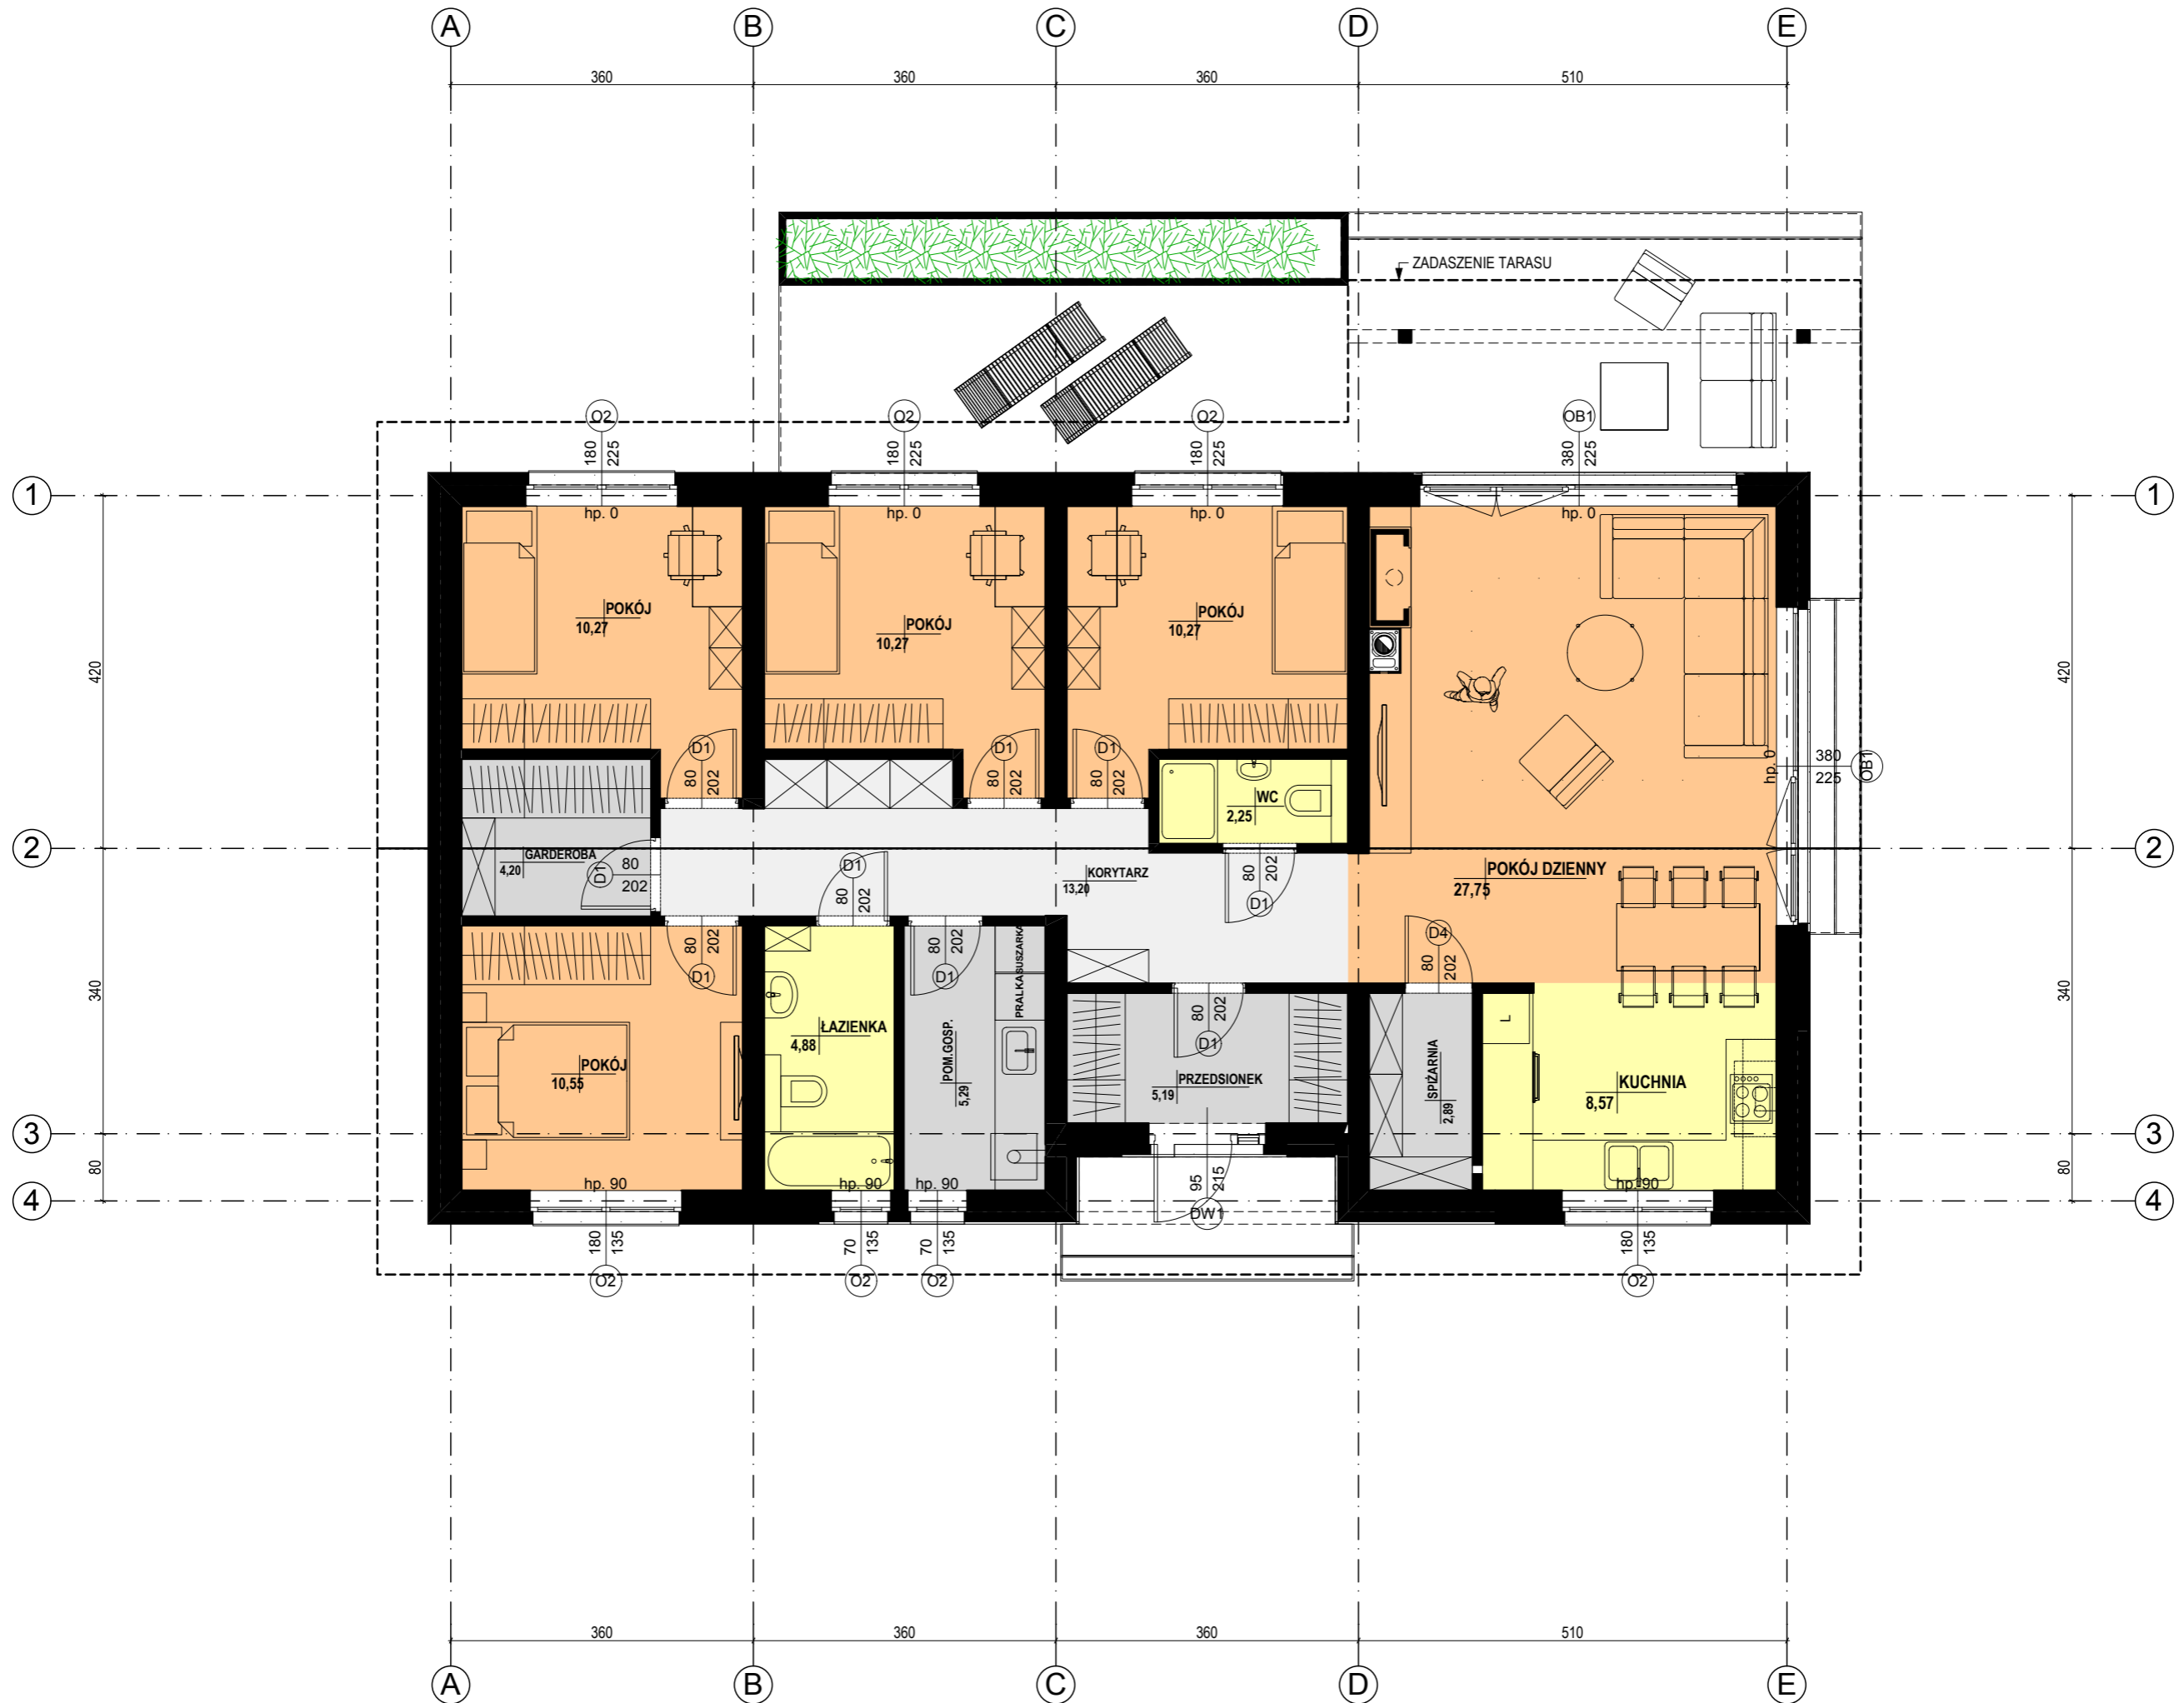 A B C D E
360 360 360 510
ZADASZENIE TARASU
O2 O2 O2 OB1
180 225 180 225 180 225 380 225
1 1
hp. 0 hp. 0 hp. 0 hp. 0
POKÓJ
10,27
POKÓJ
10,27
POKÓJ
10,27
420 420
D1 D1 D1
80 202 80 202 80 202
hp. 0
380
225
OB1
WC
2,25
2 2
GARDEROBA
4,20
D1
80
202
D1
80 202
KORYTARZ
13,20
80 202
D1
POKÓJ DZIENNY
27,75
80 202
D1
80 202
D1
D4
80 202
PRALKA SUSZARKA
340 340
POKÓJ
10,55
ŁAZIENKA
4,88
POM.GOSP.
5,29
80 202
D1
PRZEDSIONEK
5,19
SPIŻARNIA
2,89
L
KUCHNIA
8,57
3 3
80 80
hp. 90 hp. 90 hp. 90 hp. 90
95 215
DW1
4 4
180 135 70 135 70 135 180 135
O2 O2 O2 O2
360 360 360 510
A B C D E